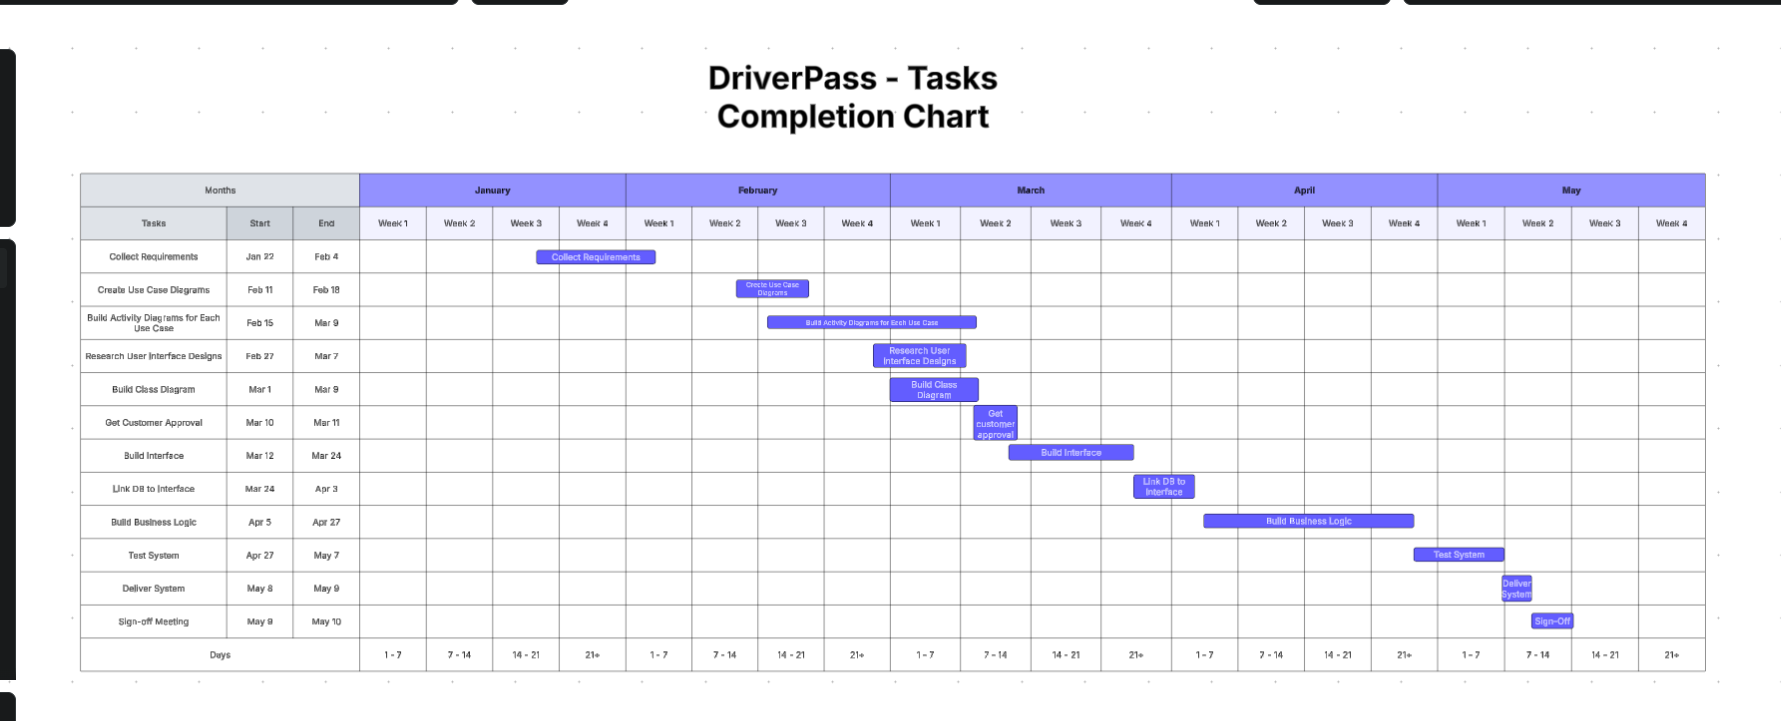 DriverPass - Tasks
Completion Chart
Months January February March April May
Tasks Start End Week 1 Week 2 Week 3 Week 4 Week 1 Week 2 Week 3 Week 4 Week 1 Week 2 Week 3 Week 4 Week 1 Week 2 Week 3 Week 4 Week 1 Week 2 Week 3 Week 4
Collect Requirements Jan 22 Feb 4 Collect Requirements
Create Use Case Diagrams Feb 11 Feb 18 Create Use Case
Diagrams
Build Activity Diagrams for Each
Use Case Feb 15 Mar 9 Build Activity Diagrams for Each Use Case
Research User Interface Designs Feb 27 Mar 7 Research User
Interface Designs
Build Class Diagram Mar 1 Mar 9 Build Class
Diagram
Get Customer Approval Mar 10 Mar 11 Get
customer
approval
Build Interface Mar 12 Mar 24 Build Interface
Link DB to Interface Mar 24 Apr 3 Link DB to
Interface
Build Business Logic Apr 5 Apr 27 Build Business Logic
Test System Apr 27 May 7 Test System
Deliver System May 8 May 9 Deliver
System
Sign-off Meeting May 9 May 10 Sign-Off
Days 1 - 7 7 - 14 14 - 21 21+ 1 - 7 7 - 14 14 - 21 21+ 1 - 7 7 - 14 14 - 21 21+ 1 - 7 7 - 14 14 - 21 21+ 1 - 7 7 - 14 14 - 21 21+